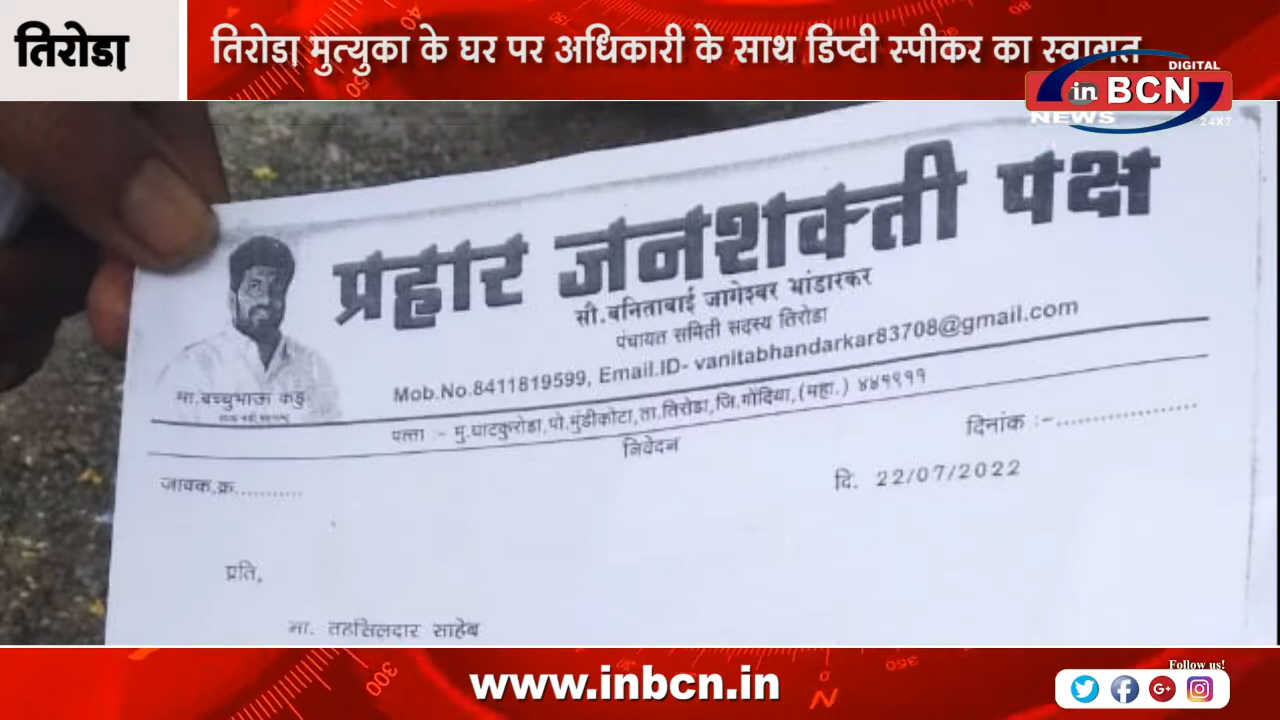 तिरोडा़
तिरोडा़ मुत्युका के घर पर अधिकारी के साथ डिप्टी स्पीकर का स्वागत
DIGITAL
in BCN
NEWS 24X7
प्रहार जनशक्ती पक्ष
सौ.बनिताबाई जागेश्वर भांडारकर
पंचायत समिती सदस्य तिरोडा
Mob.No.8411819599, Email.ID- vanitabhandarkar83708@gmail.com
मा.बच्चुभाऊ कडु
पत्ता :- मु.घाटकुरोडा,पो.मुंडीकोटा,ता.तिरोडा,जि.गोंदिया,(महा.) ४४१९११
निवेदन
दिनांक :-....................
जावक,क्र..........
दि. 22/07/2022
प्रति,
मा. तहसिलदार साहेब
www.inbcn.in
Follow us!